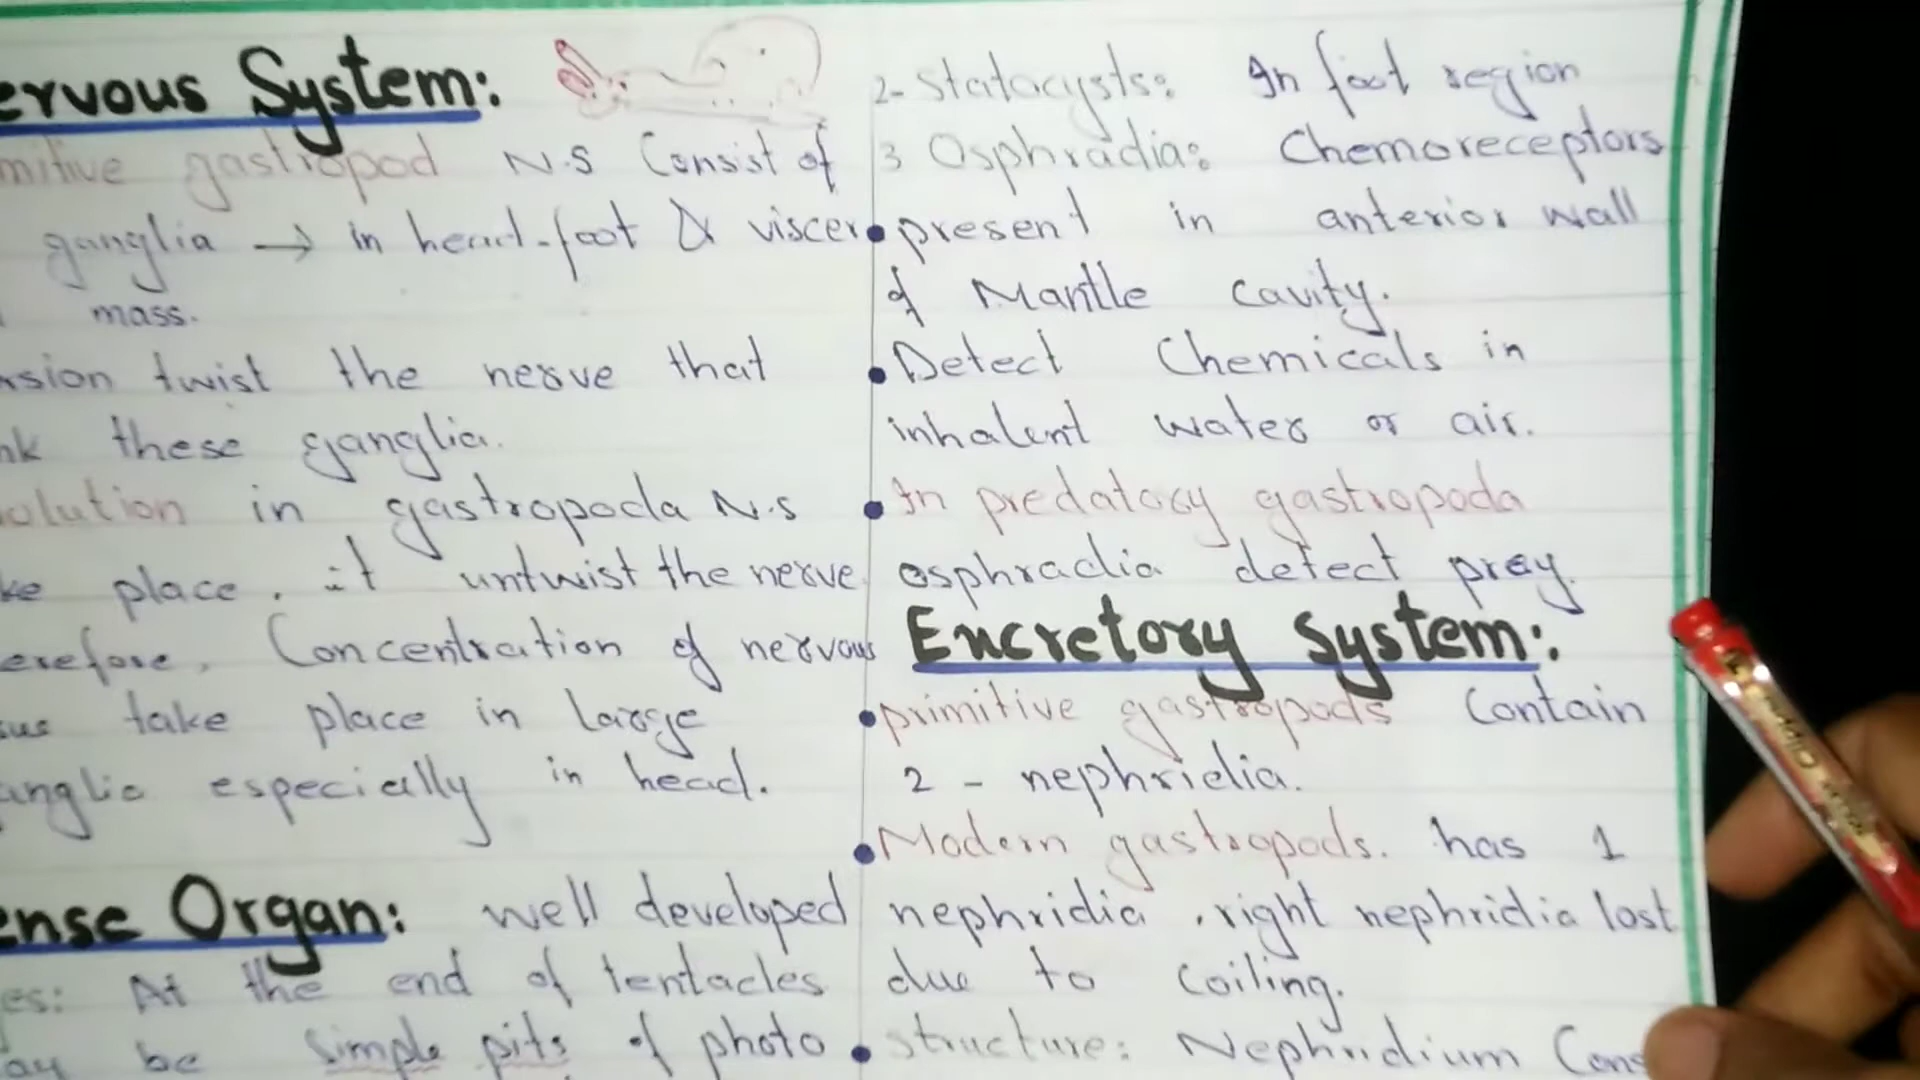 ervous System:
mitive gastropod N.S Consist of
ganglia → in head-foot & viscer
mass.
rsion twist the nerve that
nk these ganglia.
olution in gastropoda N.s
ke place. it untwist the nerve
erefore, Concentration of nervous
sue take place in large
anglia especially in head.
ense Organ: well developed
es: At the end of tentacles
ay be simple pits of photo
2- Statocysts: In foot region
3 Osphradia: Chemoreceptors
•present in anterior wall
of Mantle cavity.
•Detect Chemicals in
inhalent water or air.
•In predatory gastropoda
osphradia detect prey.
Encretory System:
•primitive gastropods Contain
2 - nephridia.
•Modern gastropods. has 1
nephridia . right nephridia lost
due to Coiling.
•structure: Nephridium Cons